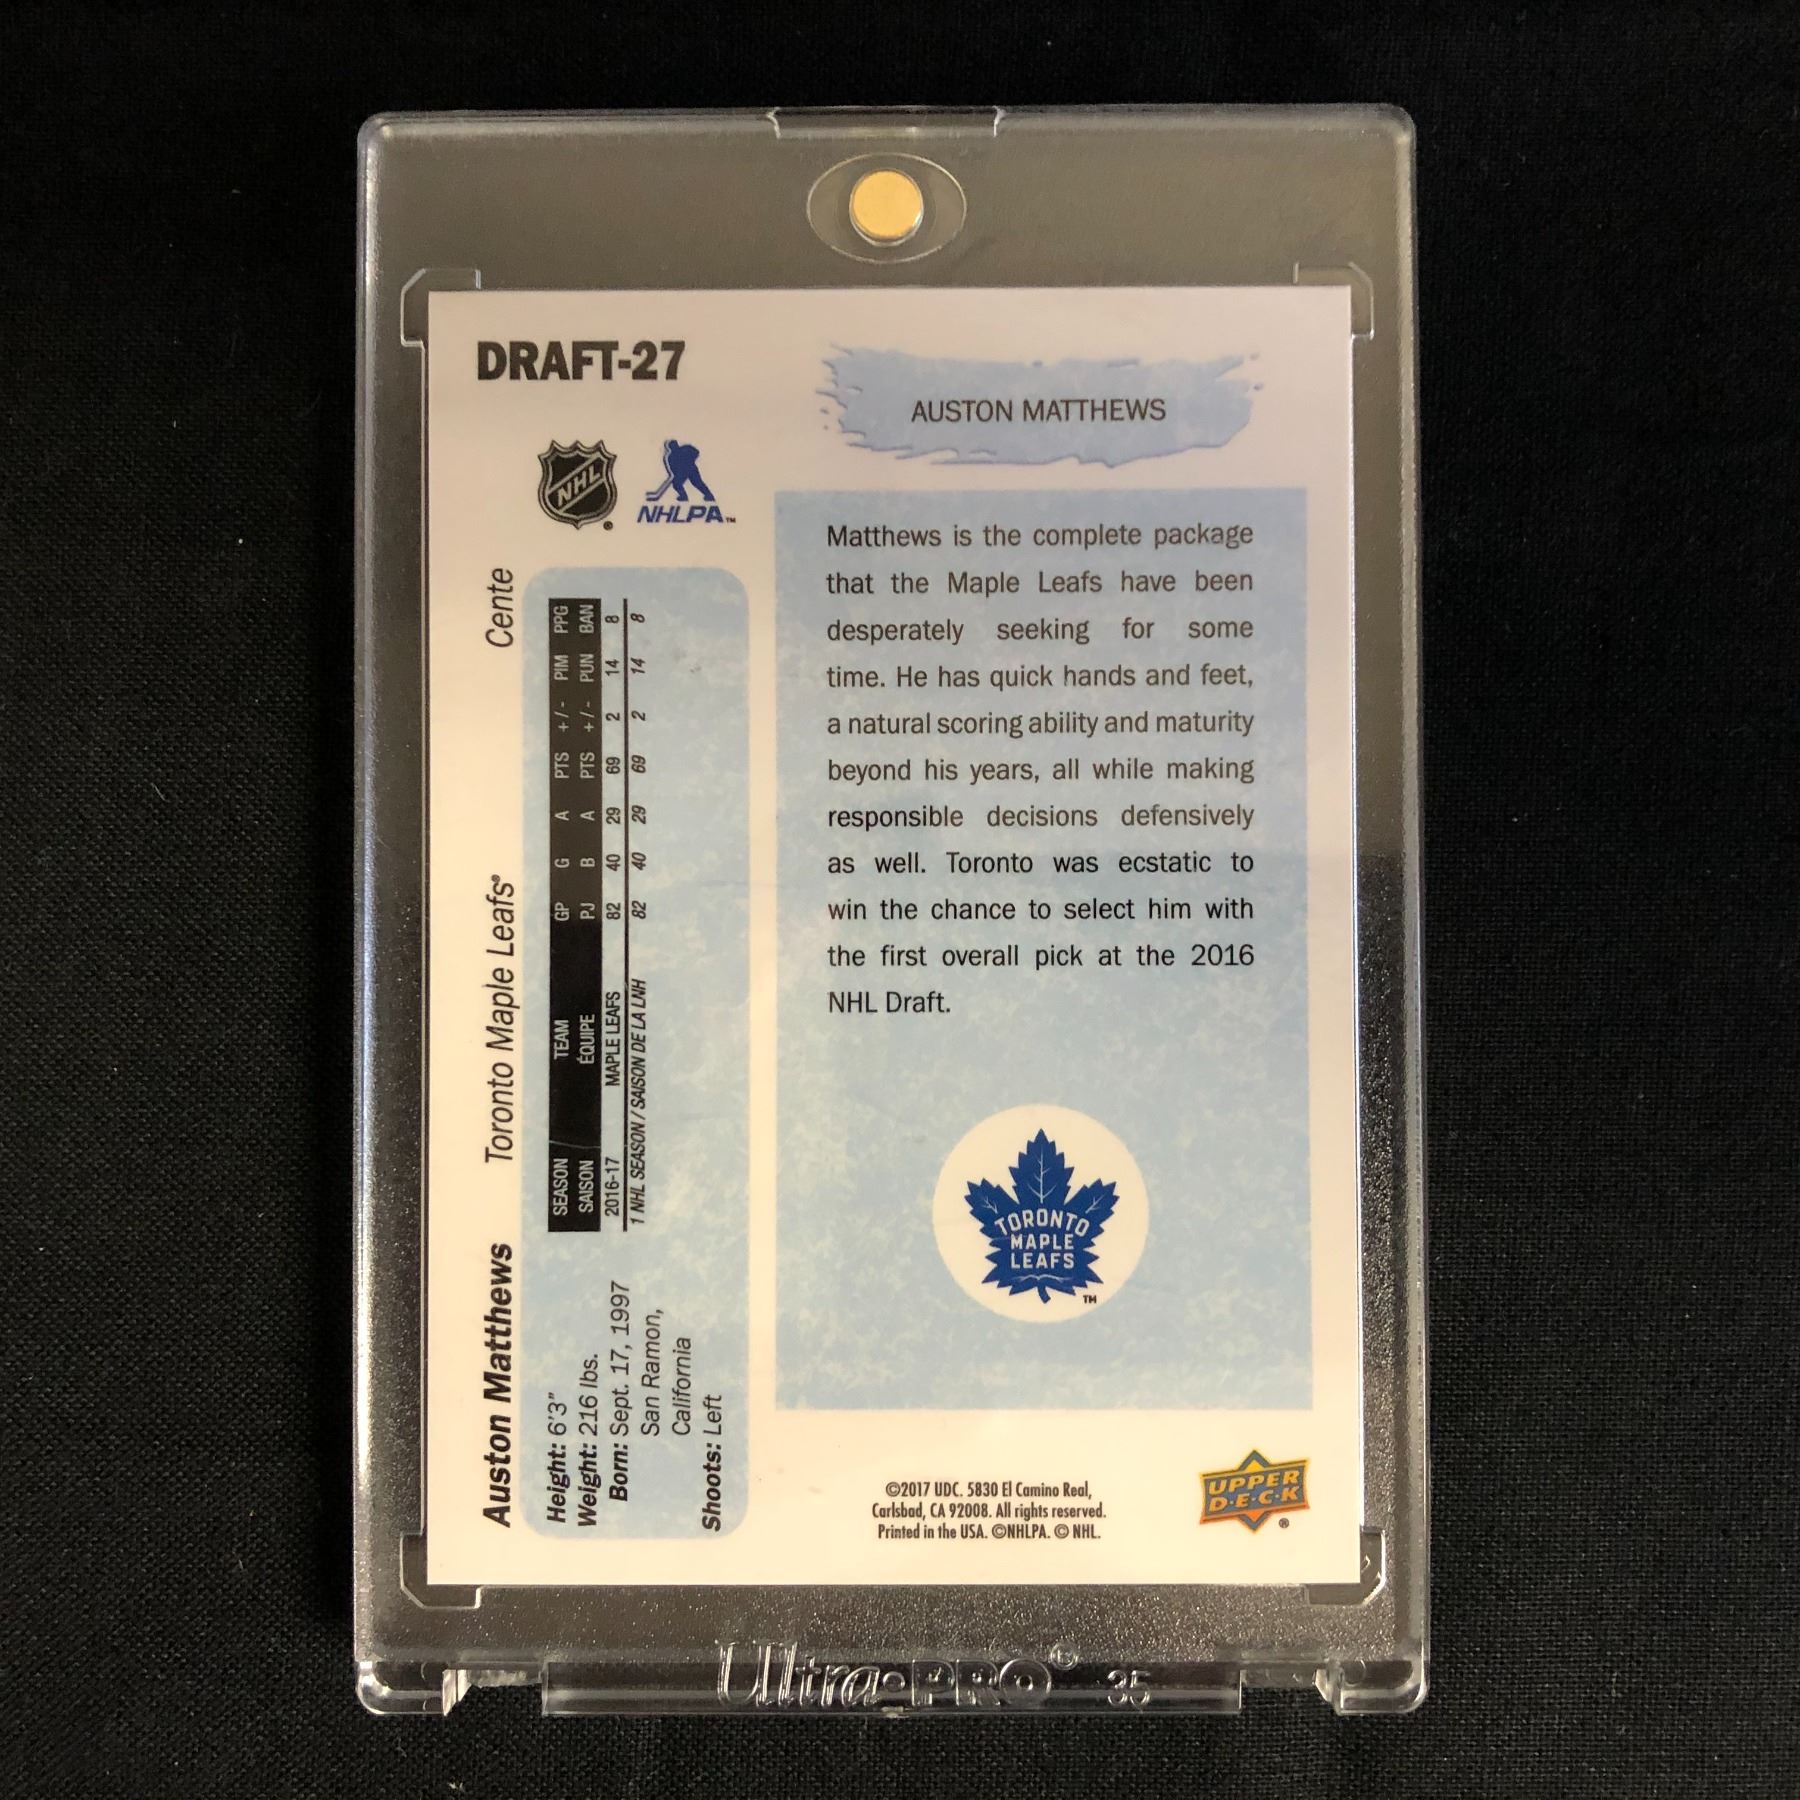 DRAFT-27
AUSTON MATTHEWS
NHL
®
NHLPA™
Matthews is the complete package
that the Maple Leafs have been
desperately seeking for some
time. He has quick hands and feet,
a natural scoring ability and maturity
beyond his years, all while making
responsible decisions defensively
as well. Toronto was ecstatic to
win the chance to select him with
the first overall pick at the 2016
NHL Draft.
Auston Matthews Toronto Maple Leafs® Cente
SEASON TEAM GP G A PTS +/- PIM PPG
SAISON ÉQUIPE PJ B A PTS +/- PUN BAN
2016-17 MAPLE LEAFS 82 40 29 69 2 14 8
1 NHL SEASON / SAISON DE LA LNH 82 40 29 69 2 14 8
Height: 6'3"
Weight: 216 lbs.
Born: Sept. 17, 1997
San Ramon,
California
Shoots: Left
TORONTO
MAPLE
LEAFS
™
©2017 UDC. 5830 El Camino Real,
Carlsbad, CA 92008. All rights reserved.
Printed in the USA. ©NHLPA. © NHL.
UPPER
D·E·C·K
®
Ultra•PRO® 35